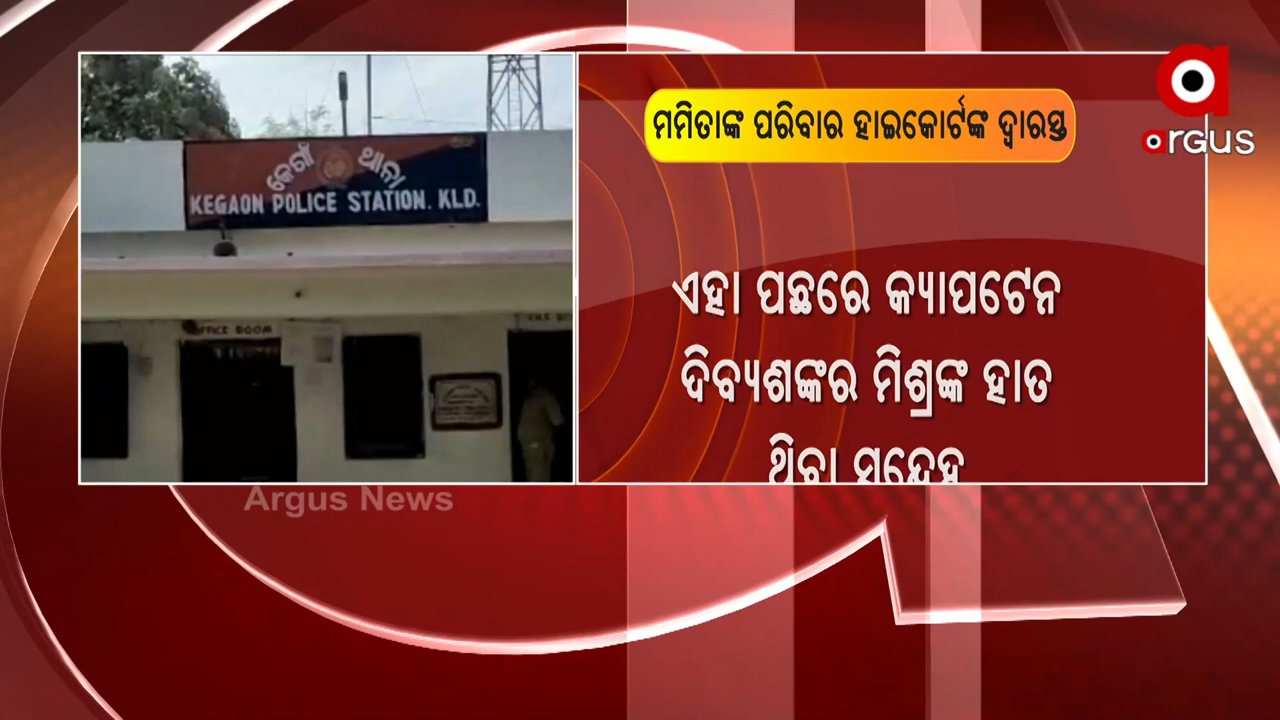 ମମିତାଙ୍କ ପରିବାର ହାଇକୋର୍ଟଙ୍କ ଦ୍ୱାରସ୍ତ
argus
କେଗାଁ ଥାନା
KEGAON POLICE STATION. KLD.
OFFICE ROOM
ଏହା ପଛରେ କ୍ୟାପଟେନ
ଦିବ୍ୟଶଙ୍କର ମିଶ୍ରଙ୍କ ହାତ
ଥିବା ସନ୍ଦେହ
Argus News